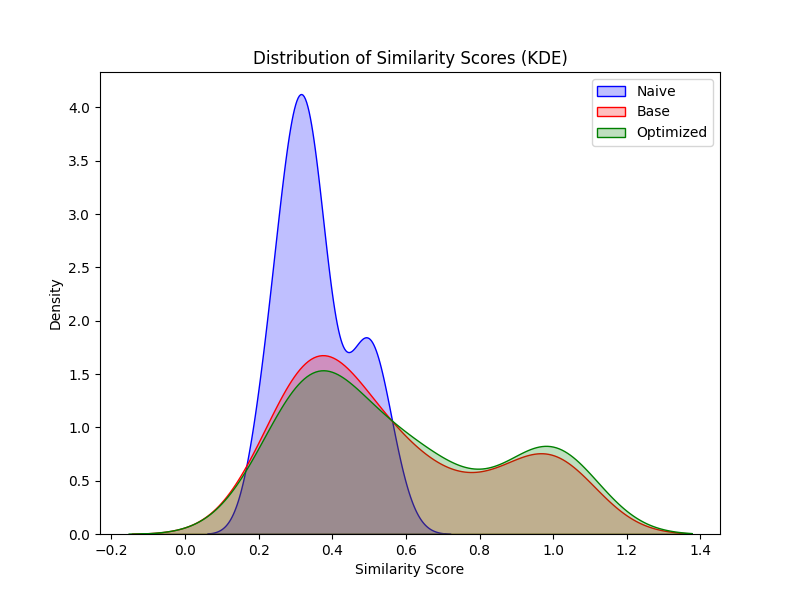 Distribution of Similarity Scores (KDE)
Naive
Base
Optimized
Density
4.0
3.5
3.0
2.5
2.0
1.5
1.0
0.5
0.0
−0.2 0.0 0.2 0.4 0.6 0.8 1.0 1.2 1.4
Similarity Score